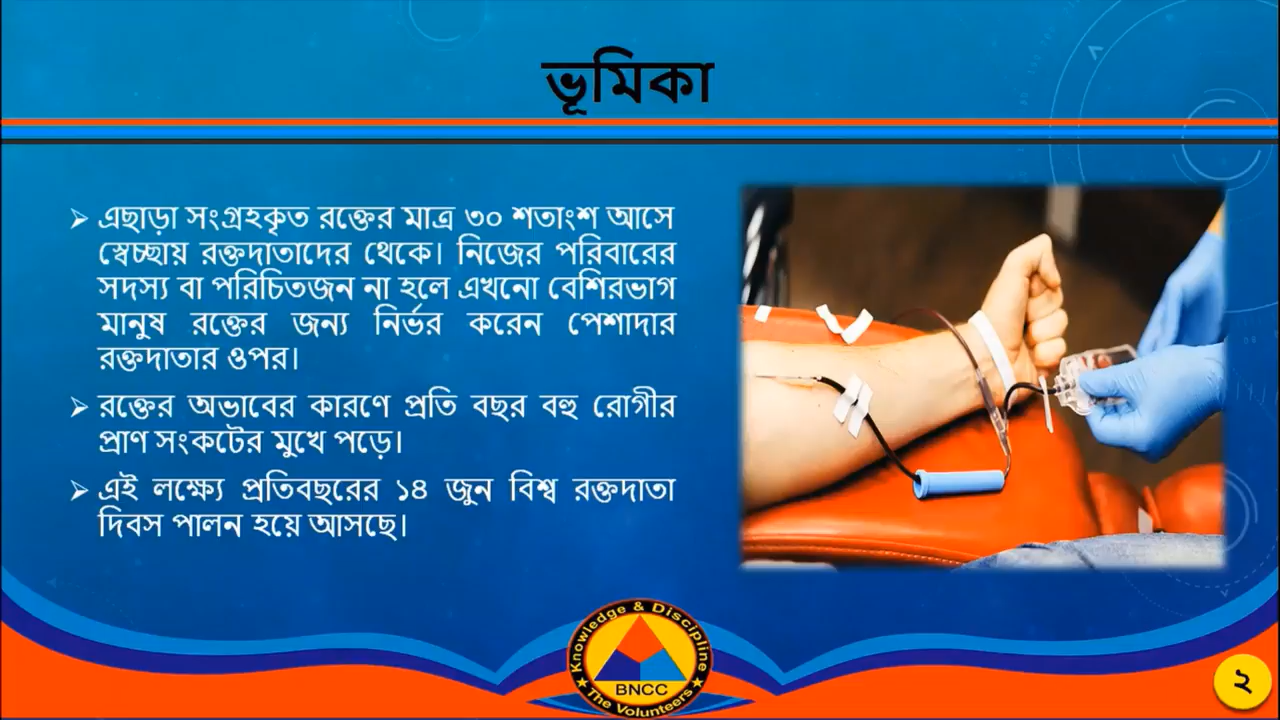 ভূমিকা
এছাড়া সংগ্রহকৃত রক্তের মাত্র ৩০ শতাংশ আসে
স্বেচ্ছায় রক্তদাতাদের থেকে। নিজের পরিবারের
সদস্য বা পরিচিতজন না হলে এখনো বেশিরভাগ
মানুষ রক্তের জন্য নির্ভর করেন পেশাদার
রক্তদাতার ওপর।
রক্তের অভাবের কারণে প্রতি বছর বহু রোগীর
প্রাণ সংকটের মুখে পড়ে।
এই লক্ষ্যে প্রতিবছরের ১৪ জুন বিশ্ব রক্তদাতা
দিবস পালন হয়ে আসছে।
Knowledge & Discipline
BNCC
The Volunteers
২